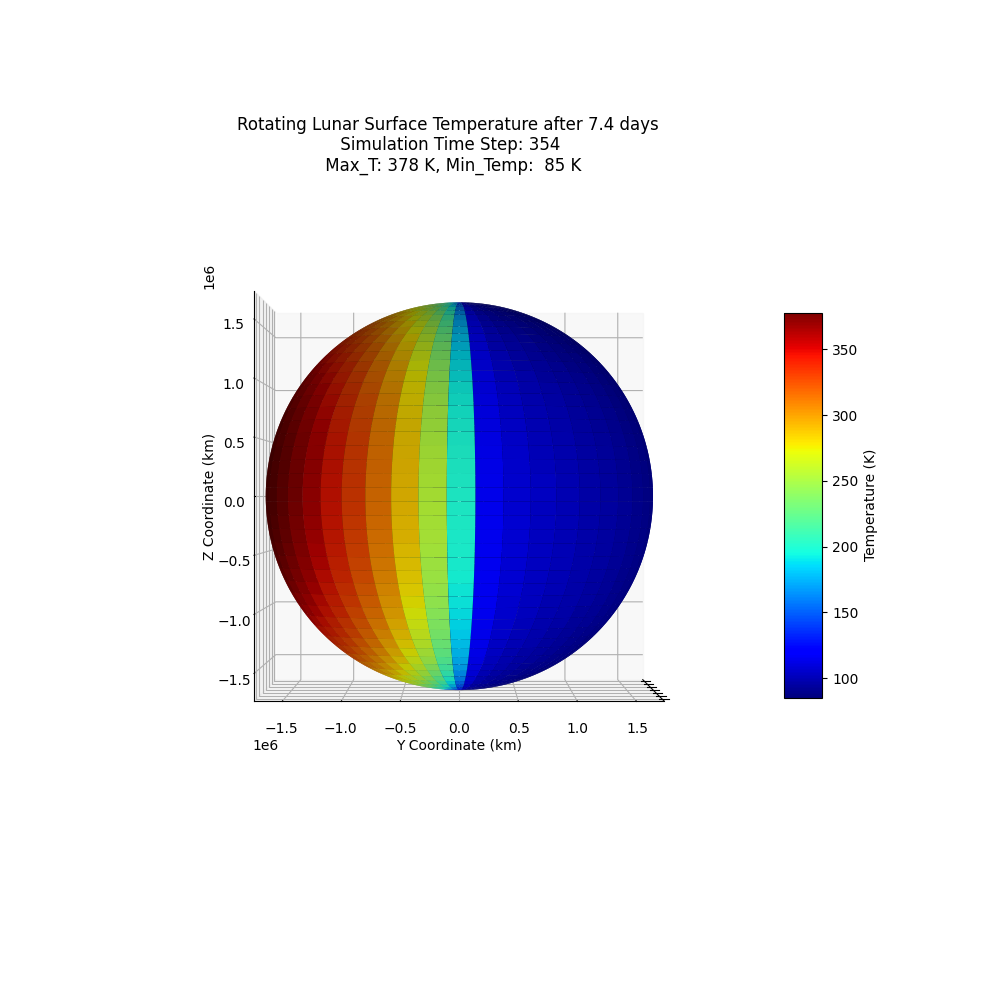 Rotating Lunar Surface Temperature after 7.4 days
Simulation Time Step: 354
Max_T: 378 K, Min_Temp:  85 K
1e6
1.5
1.0
0.5
0.0
−0.5
−1.0
−1.5
Z Coordinate (km)
−1.5 −1.0 −0.5 0.0 0.5 1.0 1.5
1e6
Y Coordinate (km)
350
300
250
200
150
100
Temperature (K)